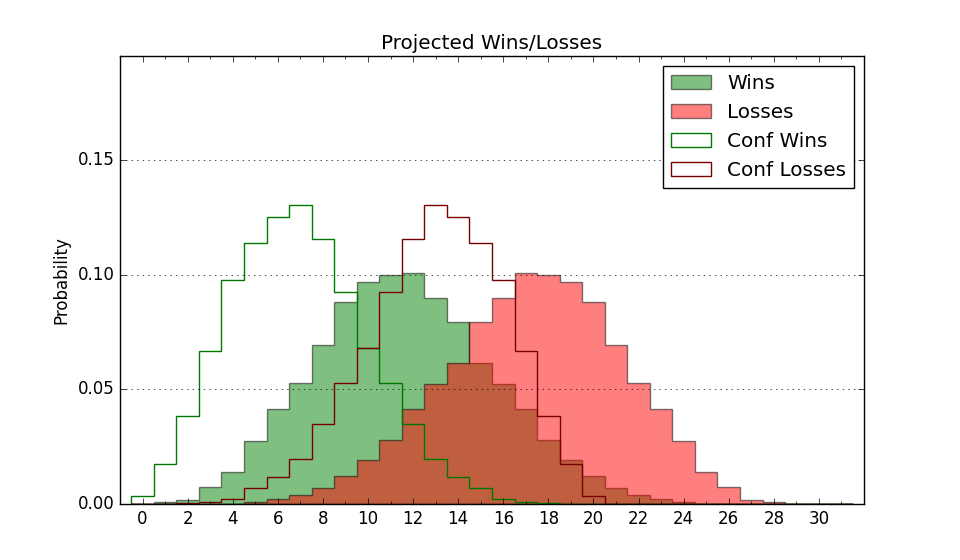 Projected Wins/Losses
Wins
Losses
Conf Wins
Conf Losses
Probability
0.15
0.10
0.05
0.00
0 2 4 6 8 10 12 14 16 18 20 22 24 26 28 30